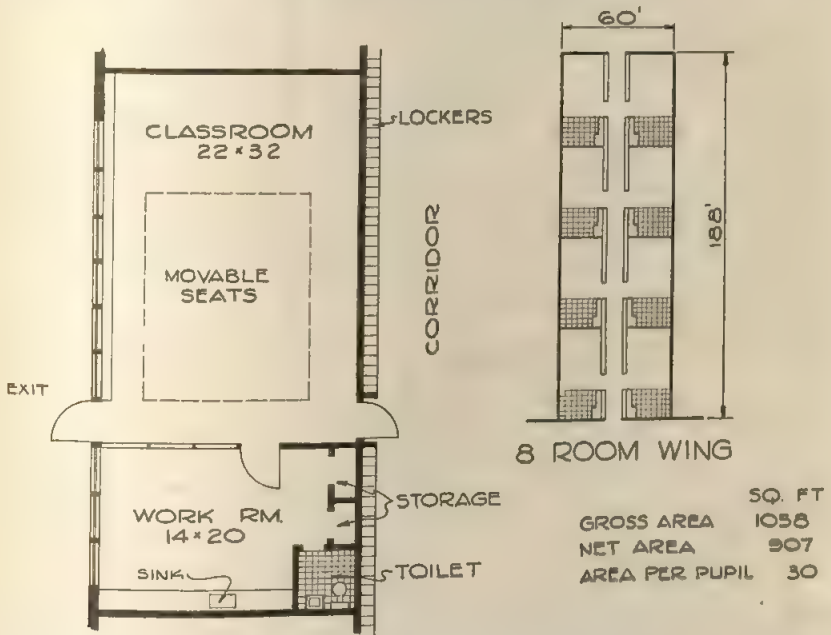 60'
188'
CLASSROOM
22 × 32
LOCKERS
MOVABLE
SEATS
CORRIDOR
EXIT
8 ROOM WING
WORK RM.
14 × 20
STORAGE
SINK
TOILET
SQ. FT
GROSS AREA 1058
NET AREA 907
AREA PER PUPIL 30